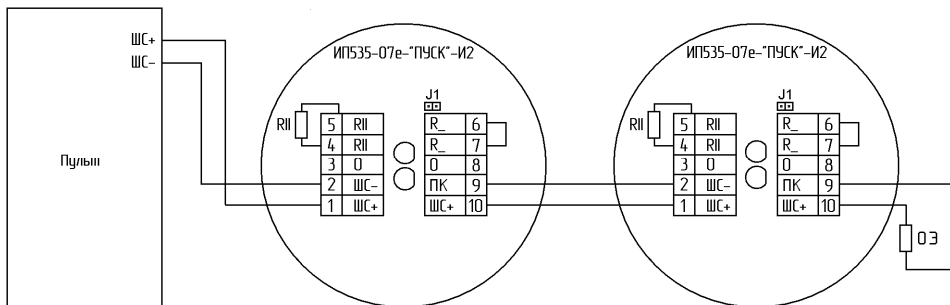 ШС+
ШС-
Пульт
ИП535-07е-"ПУСК"-И2
RII
5 RII
4 RII
3 0
2 ШС-
1 ШС+
J1
R_ 6
R_ 7
0 8
ПК 9
ШС+ 10
ИП535-07е-"ПУСК"-И2
RII
5 RII
4 RII
3 0
2 ШС-
1 ШС+
J1
R_ 6
R_ 7
0 8
ПК 9
ШС+ 10
ОЭ